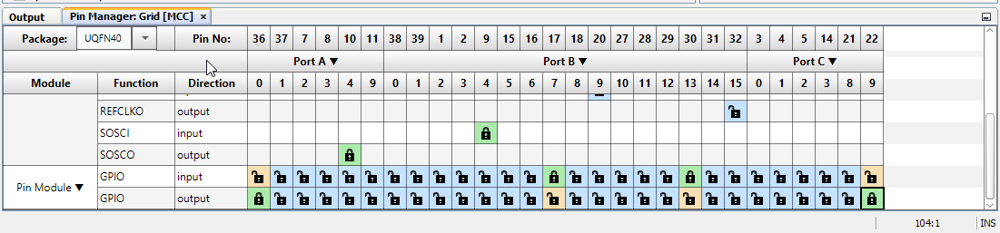 Output Pin Manager: Grid [MCC] ×
Package: UQFN40 Pin No: 36 37 7 8 10 11 38 39 1 2 9 15 16 17 18 19 20 27 28 30 31 32 3 4 5 14 21 22
Port A ▼ Port B ▼ Port C ▼
Module Function Direction 0 1 2 3 4 9 0 1 2 3 4 5 6 7 8 9 10 11 12 13 14 15 0 1 2 3 8 9
REFCLKO output
SOSCI input
SOSCO output
Pin Module ▼
GPIO input
GPIO output
104:1 INS